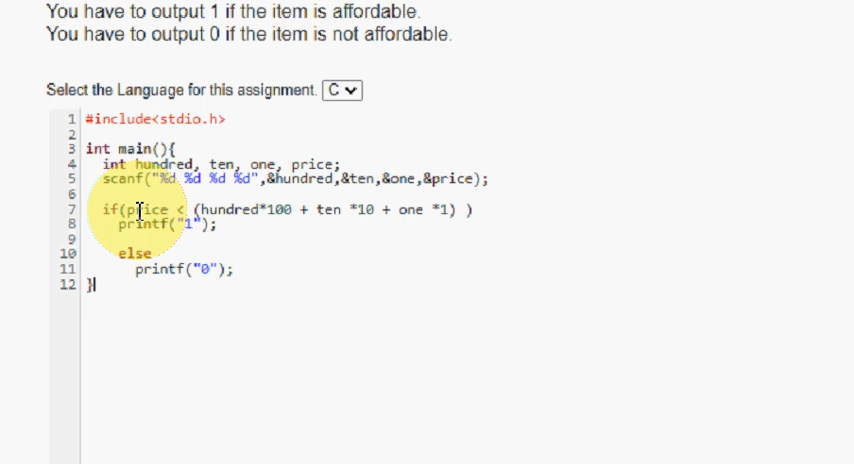 You have to output 1 if the item is affordable.
You have to output 0 if the item is not affordable.
Select the Language for this assignment. C
1 #include<stdio.h>
2
3 int main(){
4 int hundred, ten, one, price;
5 scanf("%d %d %d %d",&hundred,&ten,&one,&price);
6
7 if(price < (hundred*100 + ten *10 + one *1) )
8 printf("1");
9
10 else
11 printf("0");
12 }